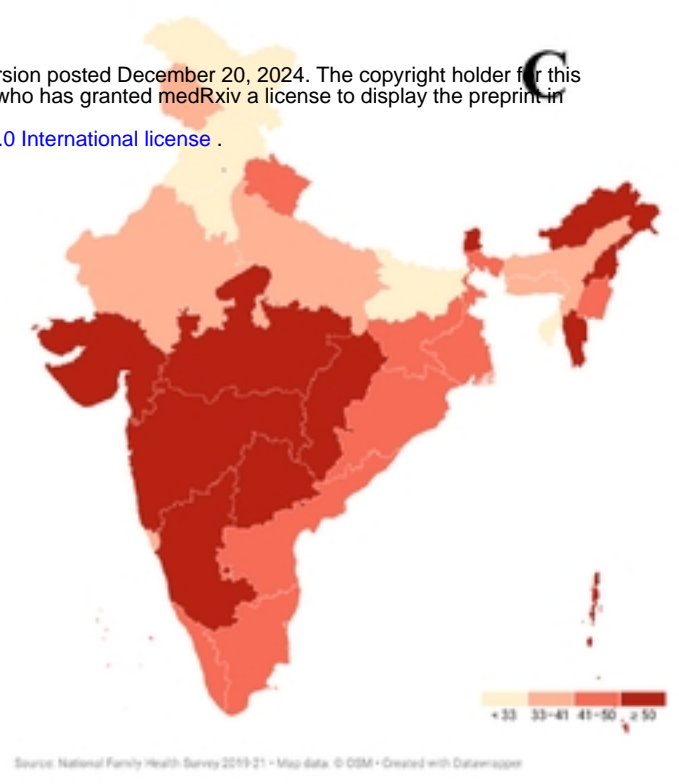 C
rsion posted December 20, 2024. The copyright holder for this
who has granted medRxiv a license to display the preprint in
.0 International license .
<33 33-41 41-50 ≥50
Source: National Family Health Survey 2019-21 • Map data: © OSM • Created with Datawrapper